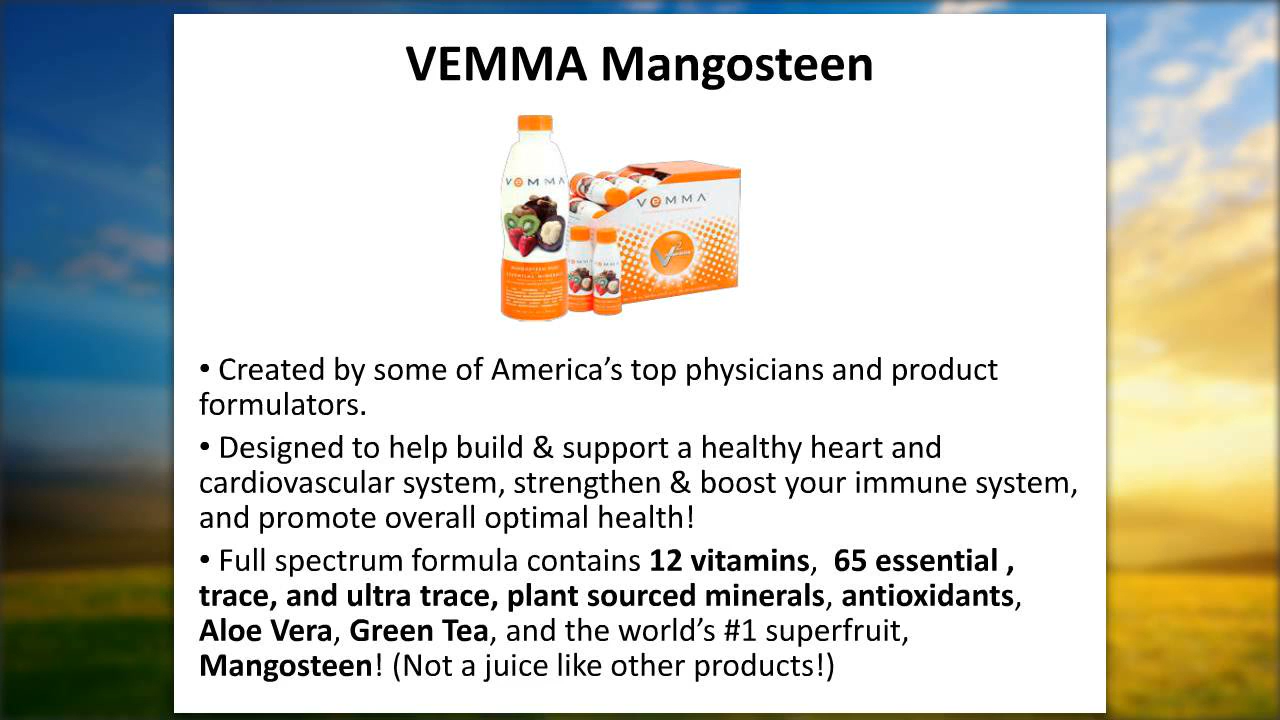 VEMMA Mangosteen
VEMMA
VEMMA
• Created by some of America’s top physicians and product
formulators.
• Designed to help build & support a healthy heart and
cardiovascular system, strengthen & boost your immune system,
and promote overall optimal health!
• Full spectrum formula contains 12 vitamins,  65 essential ,
trace, and ultra trace, plant sourced minerals, antioxidants,
Aloe Vera, Green Tea, and the world’s #1 superfruit,
Mangosteen! (Not a juice like other products!)